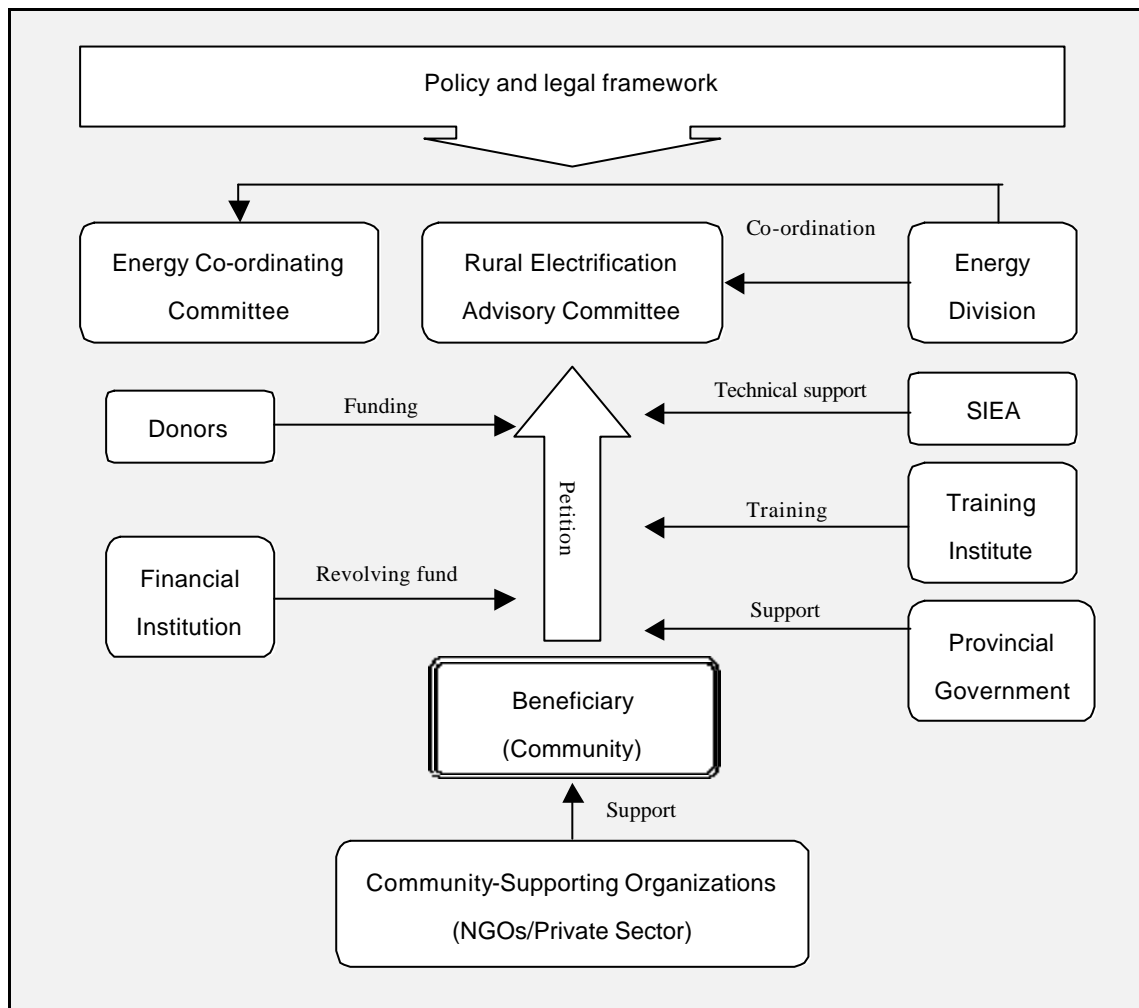 Policy and legal framework
Energy Co-ordinating
Committee
Rural Electrification
Advisory Committee
Co-ordination
Energy
Division
Donors
Funding
Technical support
SIEA
Petition
Training
Training
Institute
Financial
Institution
Revolving fund
Support
Provincial
Government
Beneficiary
(Community)
Support
Community-Supporting Organizations
(NGOs/Private Sector)